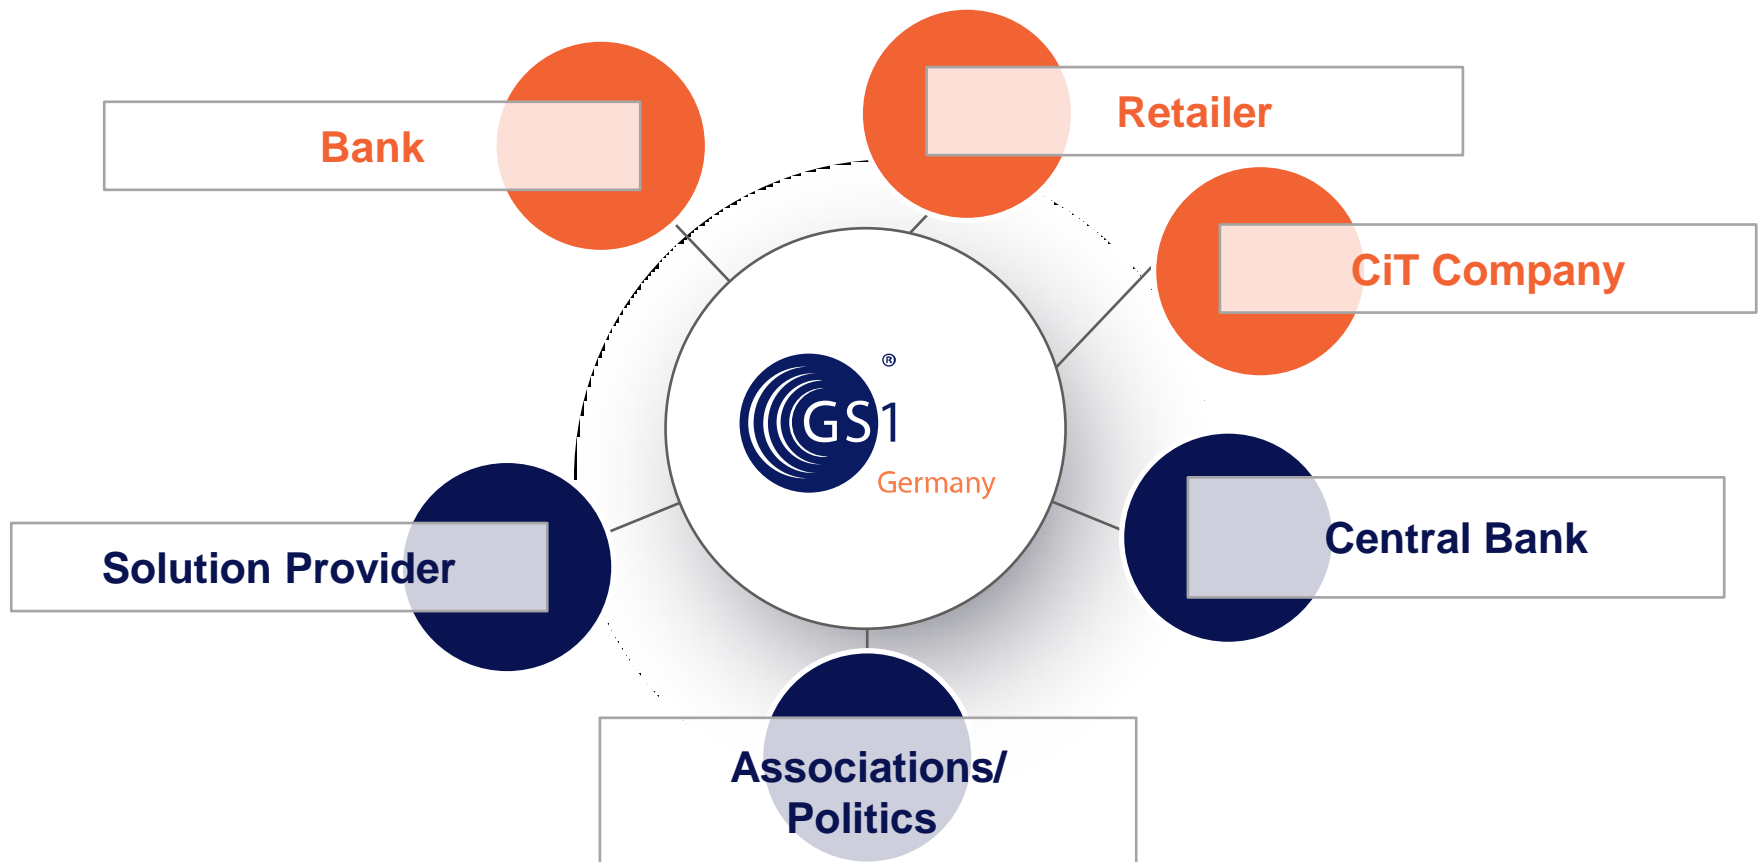 Bank
Retailer
CiT Company
®
GS1
Germany
Solution Provider
Central Bank
Associations/
Politics